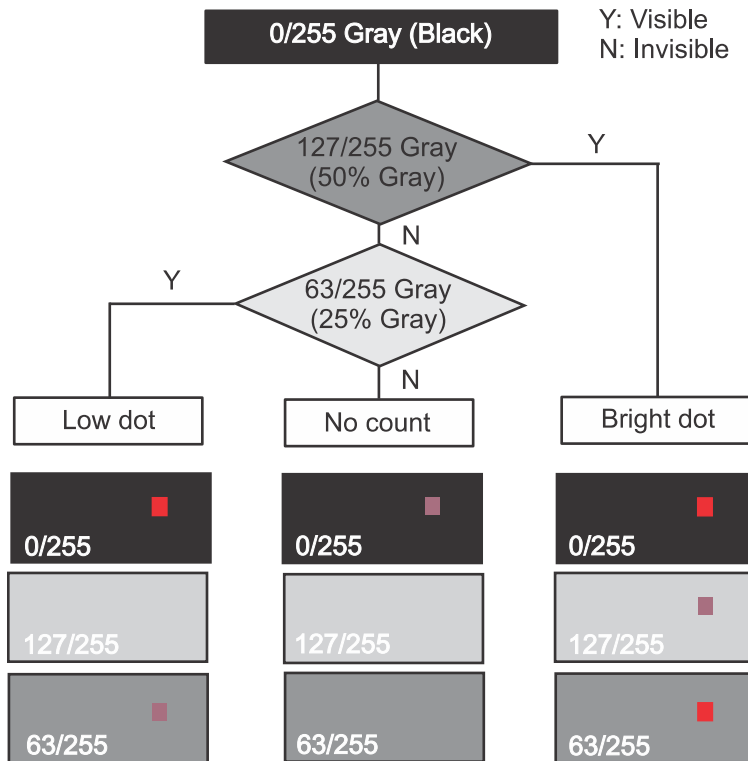 0/255 Gray (Black)
Y: Visible
N: Invisible
127/255 Gray
(50% Gray)
Y
N
Y
63/255 Gray
(25% Gray)
N
Low dot
No count
Bright dot
0/255
0/255
0/255
127/255
127/255
127/255
63/255
63/255
63/255